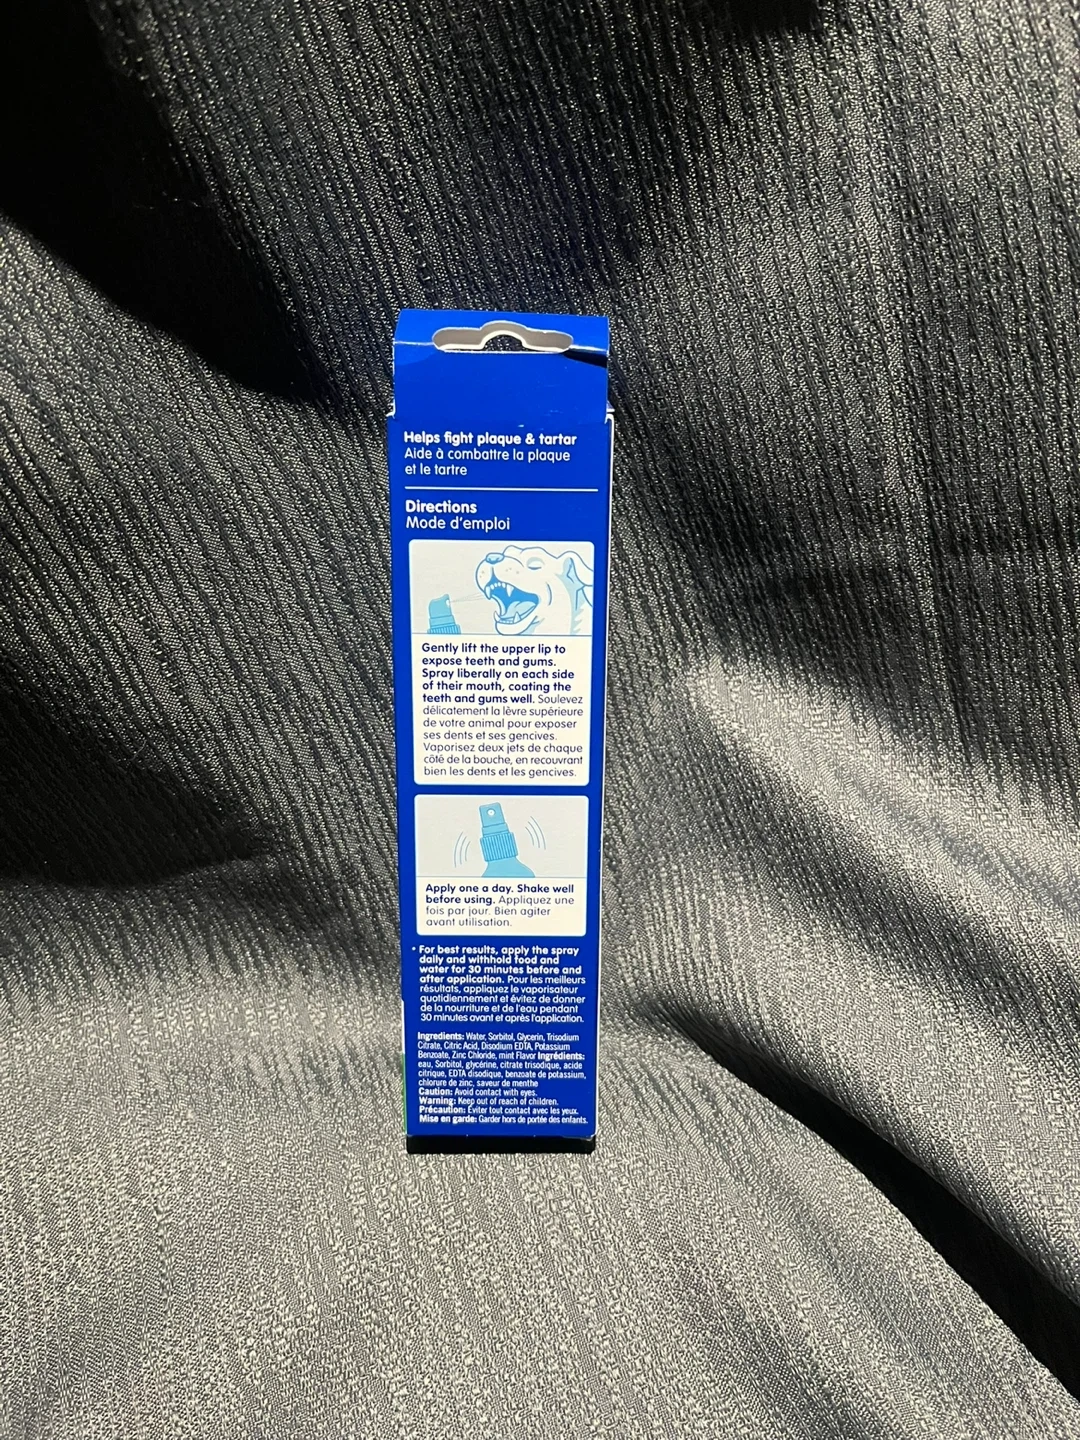 Helps fight plaque & tartar
Aide à combattre la plaque
et le tartre
Directions
Mode d'emploi
Gently lift the upper lip to
expose teeth and gums.
Spray liberally on each side
of their mouth, coating the
teeth and gums well. Soulevez
délicatement la lèvre supérieure
de votre animal pour exposer
ses dents et ses gencives.
Vaporisez deux jets de chaque
côté de la bouche, en recouvrant
bien les dents et les gencives.
Apply one a day. Shake well
before using. Appliquez une
fois par jour. Bien agiter
avant utilisation.
• For best results, apply the spray
daily and withhold food and
water for 30 minutes before and
after application. Pour les meilleurs
résultats, appliquez le vaporisateur
quotidiennement et évitez de donner
de la nourriture et de l'eau pendant
30 minutes avant et après l'application.
Ingredients: Water, Sorbitol, Glycerin, Trisodium
Citrate, Citric Acid, Disodium EDTA, Potassium
Benzoate, Zinc Chloride, mint Flavor Ingrédients:
eau, Sorbitol, glycérine, citrate trisodique, acide
citrique, EDTA disodique, benzoate de potassium,
chlorure de zinc, saveur de menthe
Caution: Avoid contact with eyes.
Warning: Keep out of reach of children.
Précaution: Éviter tout contact avec les yeux.
Mise en garde: Garder hors de portée des enfants.